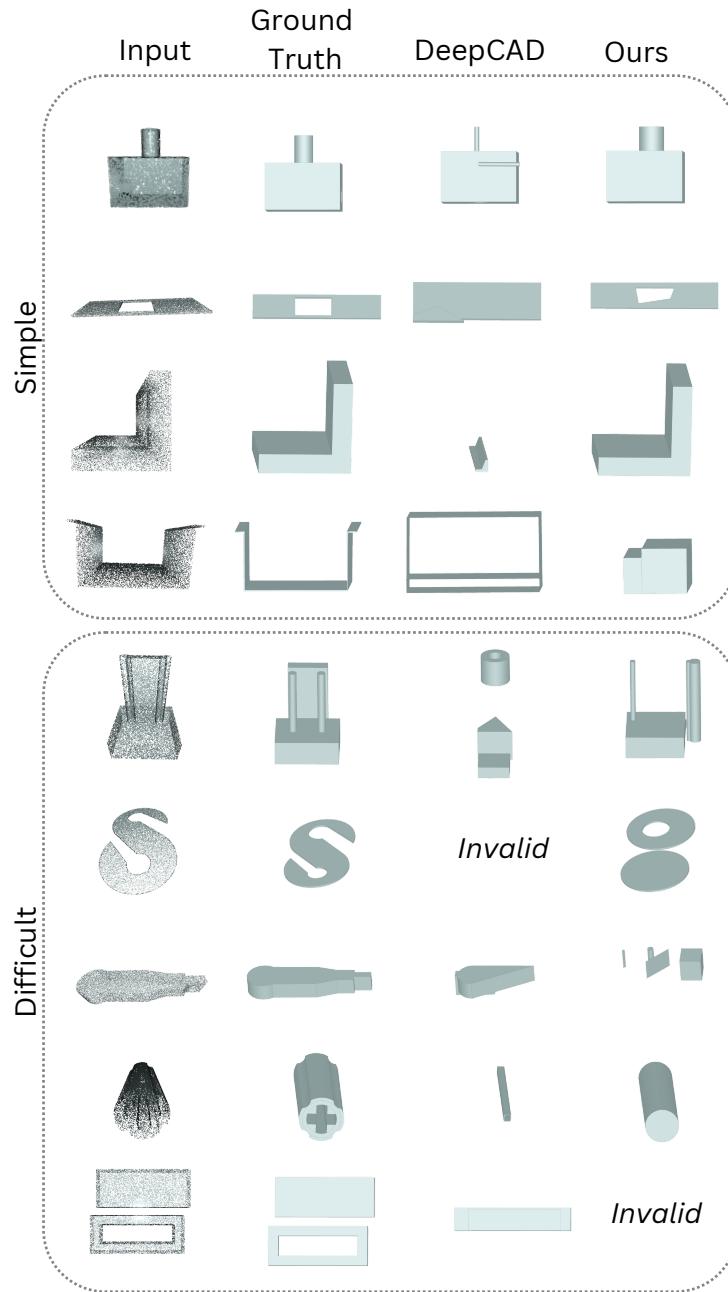 Input
Ground
Truth
DeepCAD
Ours
Simple
Difficult
Invalid
Invalid